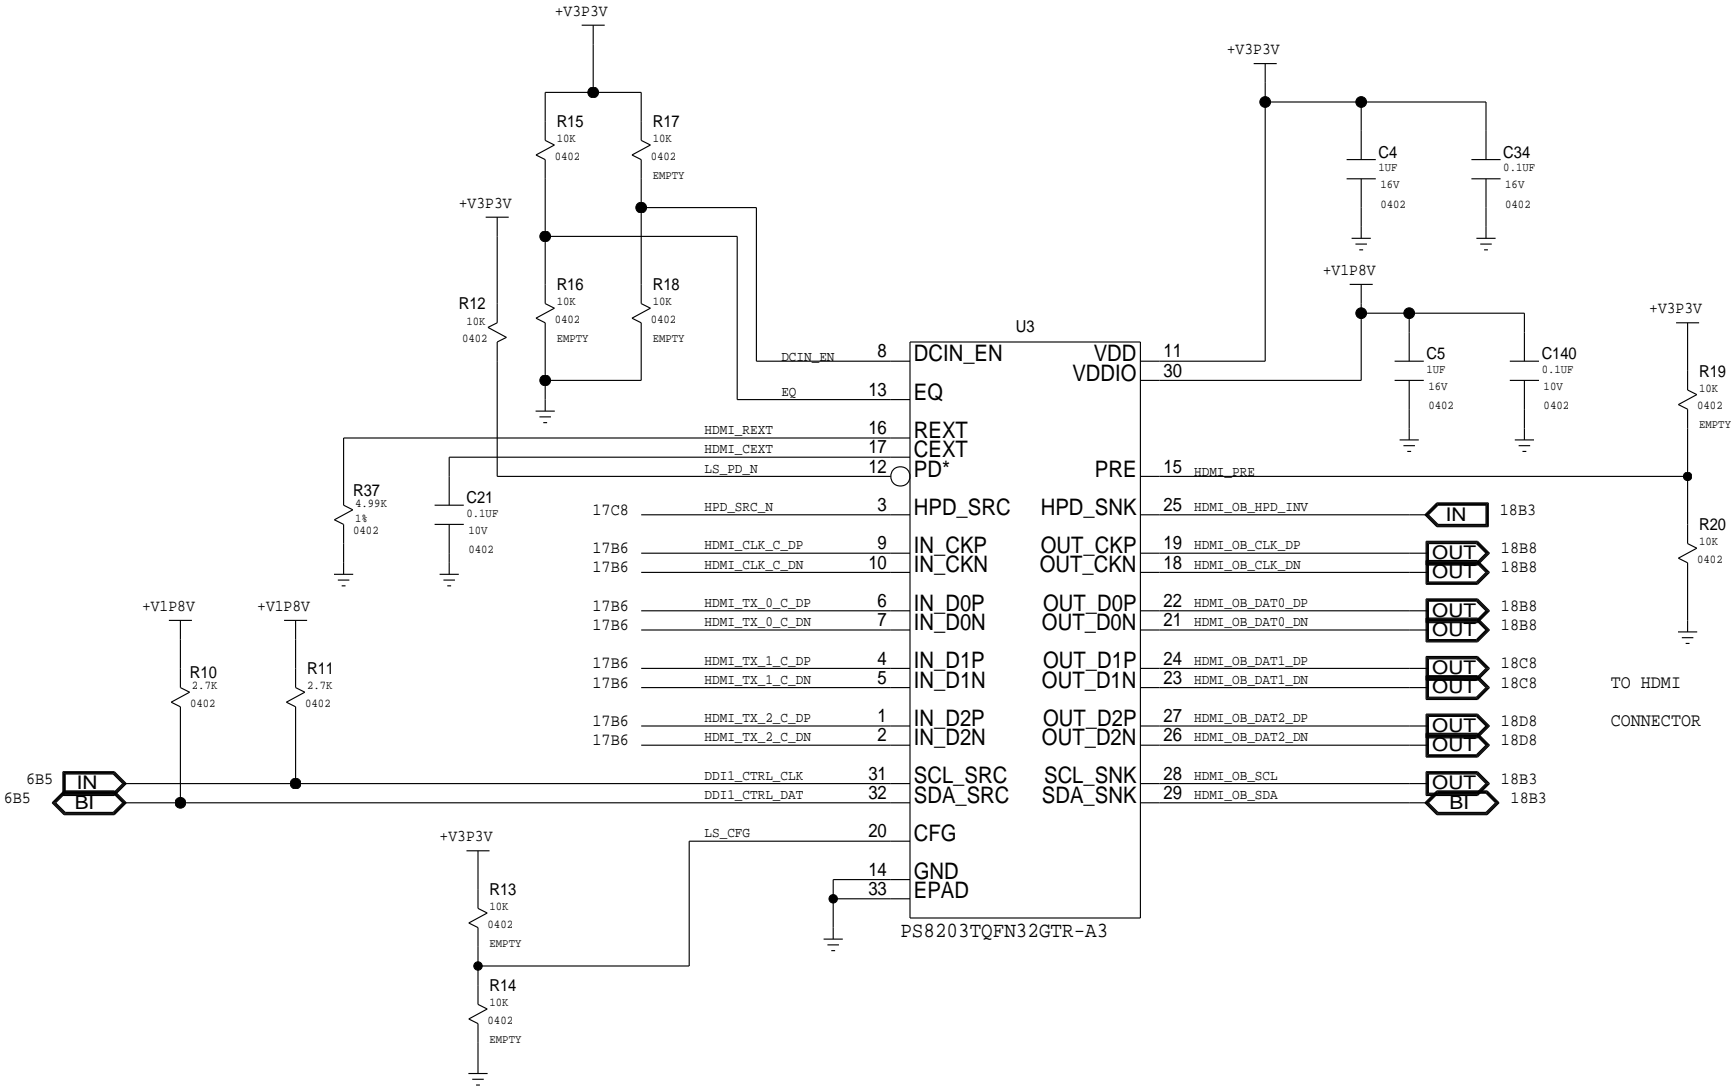 +V3P3V
R15
10K
0402
R17
10K
0402
EMPTY
+V3P3V
R12
10K
0402
R16
10K
0402
EMPTY
R18
10K
0402
EMPTY
+V3P3V
C4
1UF
16V
0402
C34
0.1UF
16V
0402
+V1P8V
C5
1UF
16V
0402
C140
0.1UF
10V
0402
+V3P3V
R19
10K
0402
EMPTY
R20
10K
0402
U3
DCIN_EN 8 DCIN_EN
EQ 13 EQ
HDMI_REXT 16 REXT
HDMI_CEXT 17 CEXT
LS_PD_N 12 PD*
17C8 HPD_SRC_N 3 HPD_SRC
17B6 HDMI_CLK_C_DP 9 IN_CKP
17B6 HDMI_CLK_C_DN 10 IN_CKN
17B6 HDMI_TX_0_C_DP 6 IN_D0P
17B6 HDMI_TX_0_C_DN 7 IN_D0N
17B6 HDMI_TX_1_C_DP 4 IN_D1P
17B6 HDMI_TX_1_C_DN 5 IN_D1N
17B6 HDMI_TX_2_C_DP 1 IN_D2P
17B6 HDMI_TX_2_C_DN 2 IN_D2N
6B5 IN DDI1_CTRL_CLK 31 SCL_SRC
6B5 BI DDI1_CTRL_DAT 32 SDA_SRC
LS_CFG 20 CFG
14 GND
33 EPAD
VDD 11
VDDIO 30
PRE 15 HDMI_PRE
HPD_SNK 25 HDMI_OB_HPD_INV IN 18B3
OUT_CKP 19 HDMI_OB_CLK_DP OUT 18B8
OUT_CKN 18 HDMI_OB_CLK_DN OUT 18B8
OUT_D0P 22 HDMI_OB_DAT0_DP OUT 18B8
OUT_D0N 21 HDMI_OB_DAT0_DN OUT 18B8
OUT_D1P 24 HDMI_OB_DAT1_DP OUT 18C8
OUT_D1N 23 HDMI_OB_DAT1_DN OUT 18C8
OUT_D2P 27 HDMI_OB_DAT2_DP OUT 18D8
OUT_D2N 26 HDMI_OB_DAT2_DN OUT 18D8
SCL_SNK 28 HDMI_OB_SCL OUT 18B3
SDA_SNK 29 HDMI_OB_SDA BI 18B3
TO HDMI
CONNECTOR
PS8203TQFN32GTR-A3
R37
4.99K
1%
0402
C21
0.1UF
10V
0402
+V1P8V
R10
2.7K
0402
+V1P8V
R11
2.7K
0402
+V3P3V
R13
10K
0402
EMPTY
R14
10K
0402
EMPTY